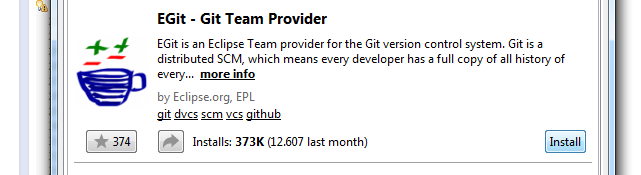 EGit - Git Team Provider
EGit is an Eclipse Team provider for the Git version control system. Git is a
distributed SCM, which means every developer has a full copy of all history of
every... more info
by Eclipse.org, EPL
git dvcs scm vcs github
374 Installs: 373K (12.607 last month) Install